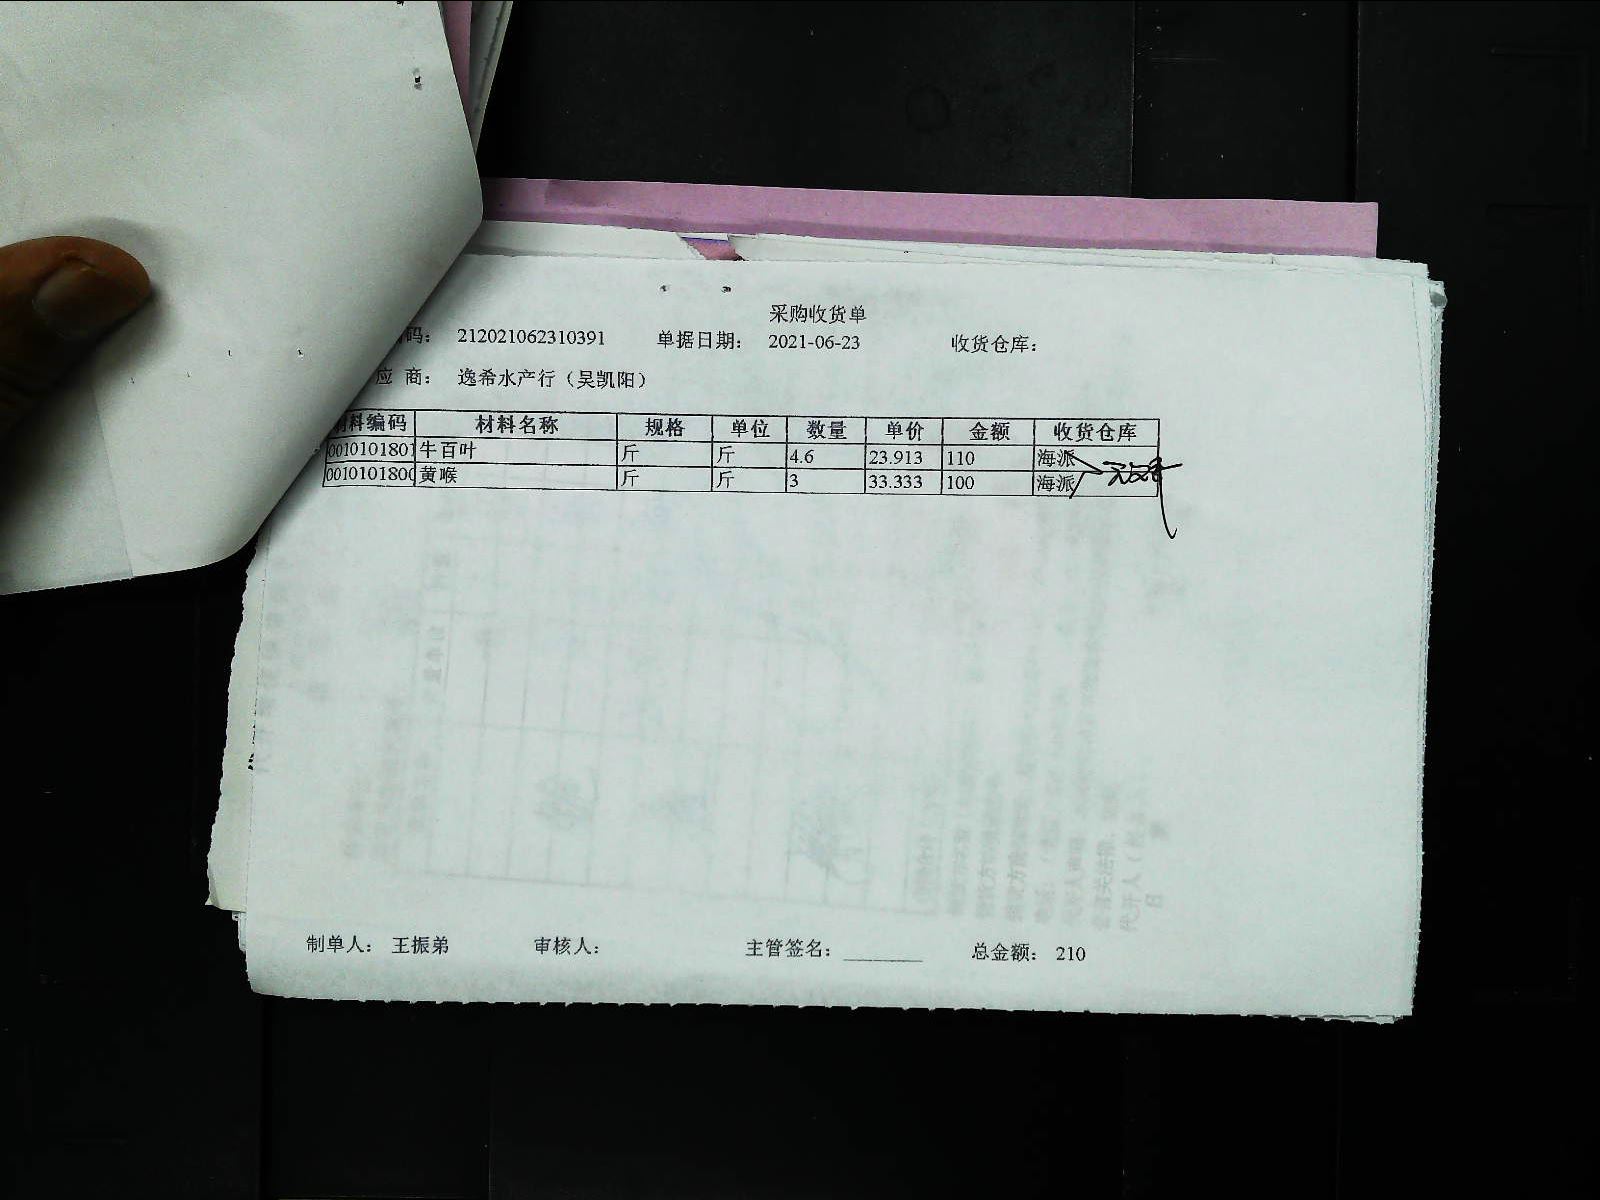 采购收货单
码： 212021062310391 单据日期： 2021-06-23 收货仓库：
应 商： 逸希水产行（吴凯阳）
料编码 材料名称 规格 单位 数量 单价 金额 收货仓库
0010101801 牛百叶 斤 斤 4.6 23.913 110 海派
0010101800 黄喉 斤 斤 3 33.333 100 海派
制单人： 王振弟 审核人： 主管签名： 总金额： 210